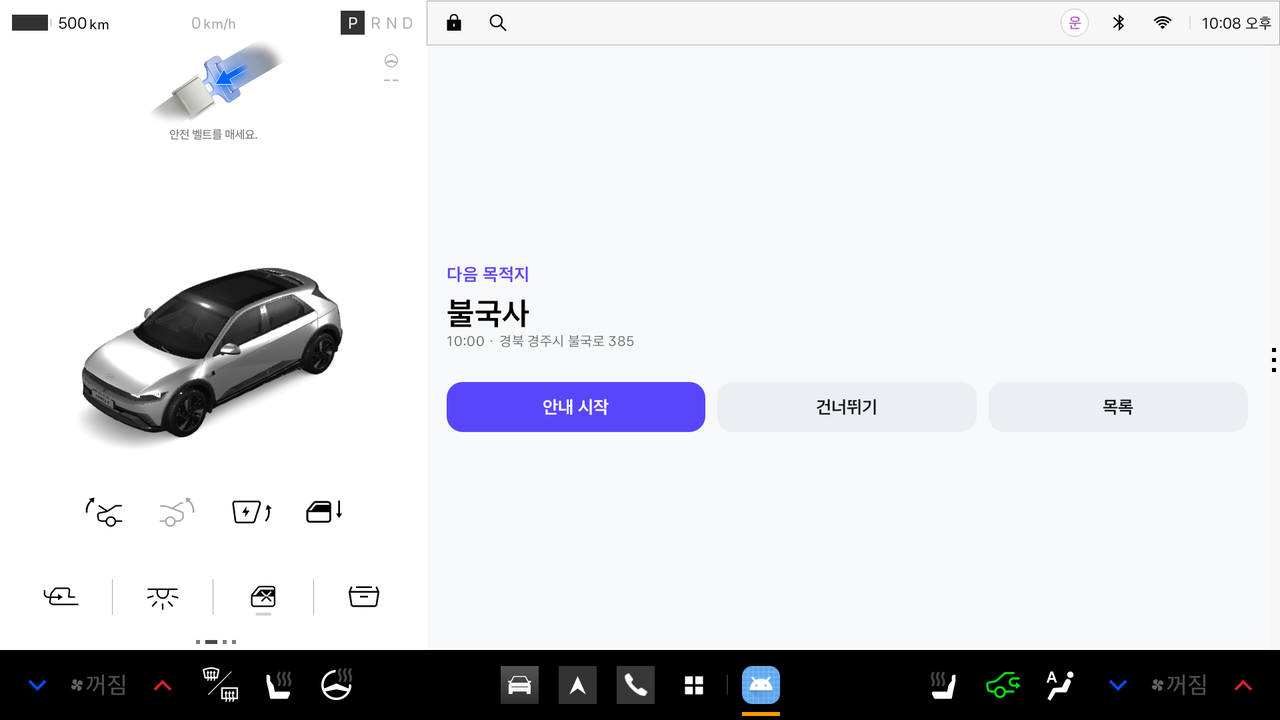 500 km
0 km/h
P R N D
운
10:08 오후
안전 벨트를 매세요.
다음 목적지
불국사
10:00 · 경북 경주시 불국로 385
안내 시작
건너뛰기
목록
꺼짐
A
꺼짐